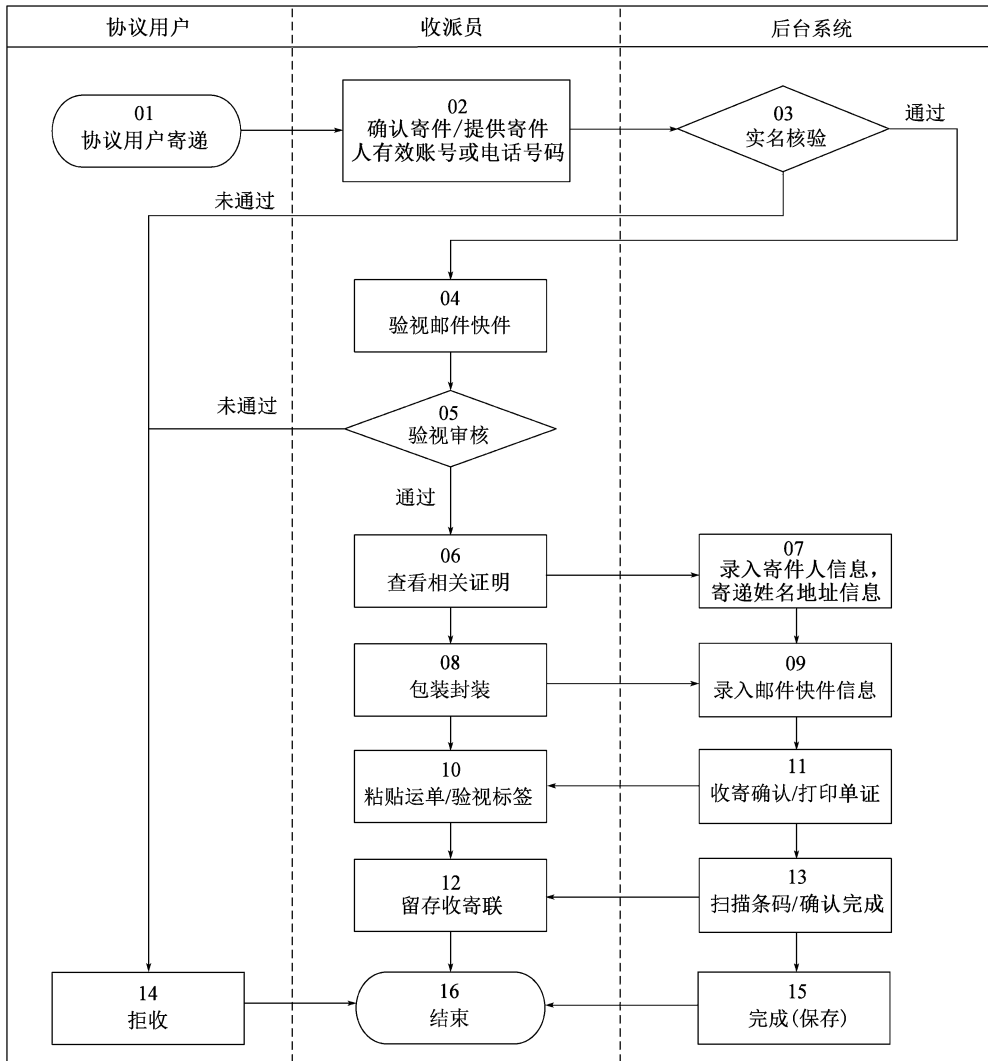 协议用户
收派员
后台系统
01
协议用户寄递
02
确认寄件/提供寄件
人有效账号或电话号码
03
实名核验
通过
未通过
04
验视邮件快件
未通过
05
验视审核
通过
06
查看相关证明
07
录入寄件人信息,
寄递姓名地址信息
08
包装封装
09
录入邮件快件信息
10
粘贴运单/验视标签
11
收寄确认/打印单证
12
留存收寄联
13
扫描条码/确认完成
14
拒收
16
结束
15
完成(保存)